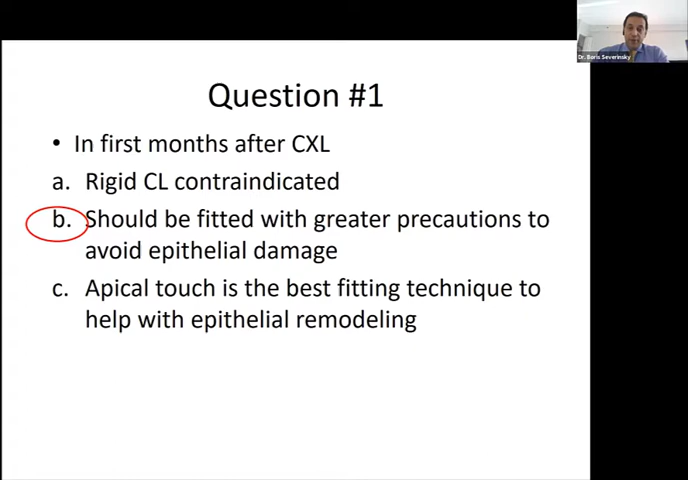 Dr. Boris Severinsky
Question #1
• In first months after CXL
a. Rigid CL contraindicated
b. Should be fitted with greater precautions to
avoid epithelial damage
c. Apical touch is the best fitting technique to
help with epithelial remodeling